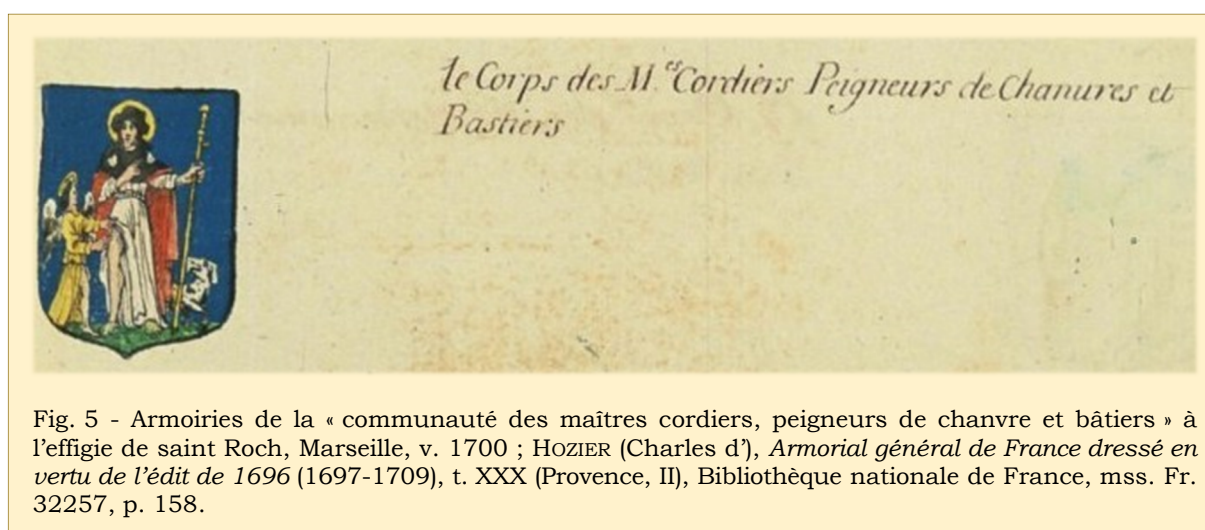 le Corps des M.es Cordiers Peigneurs de Chanures et
Bastiers
Fig. 5 - Armoiries de la « communauté des maîtres cordiers, peigneurs de chanvre et bâtiers » à
l’effigie de saint Roch, Marseille, v. 1700 ; HOZIER (Charles d’), Armorial général de France dressé en
vertu de l’édit de 1696 (1697-1709), t. XXX (Provence, II), Bibliothèque nationale de France, mss. Fr.
32257, p. 158.